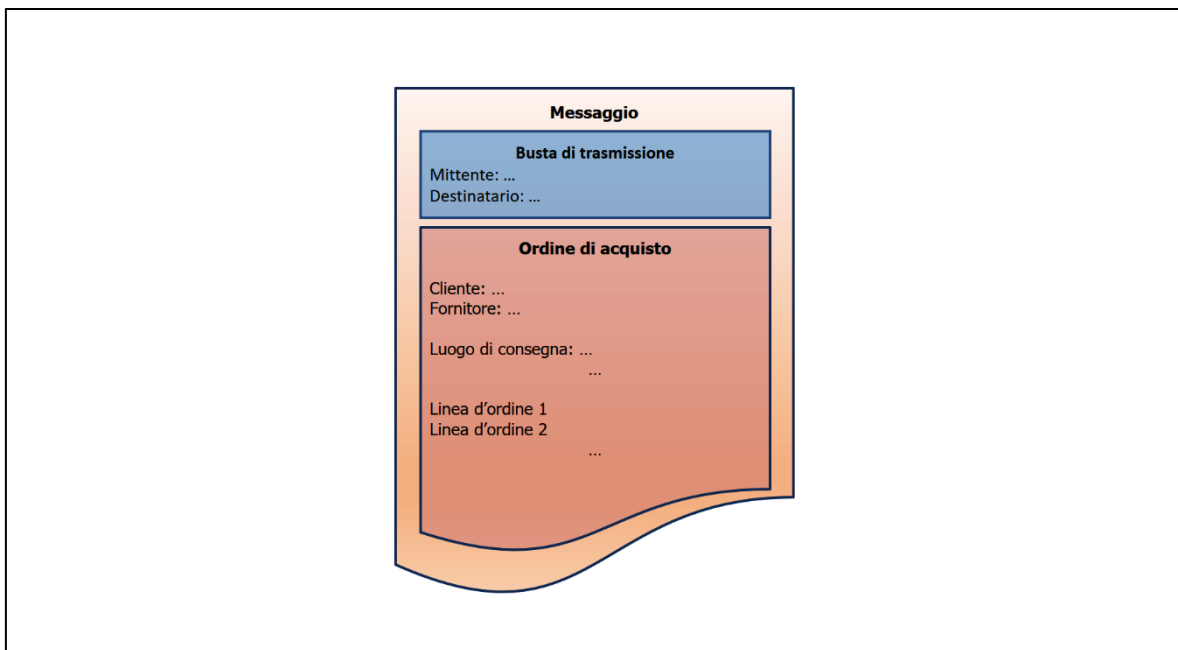 Messaggio
Busta di trasmissione
Mittente: ...
Destinatario: ...
Ordine di acquisto
Cliente: ...
Fornitore: ...
Luogo di consegna: ...
...
Linea d’ordine 1
Linea d’ordine 2
...